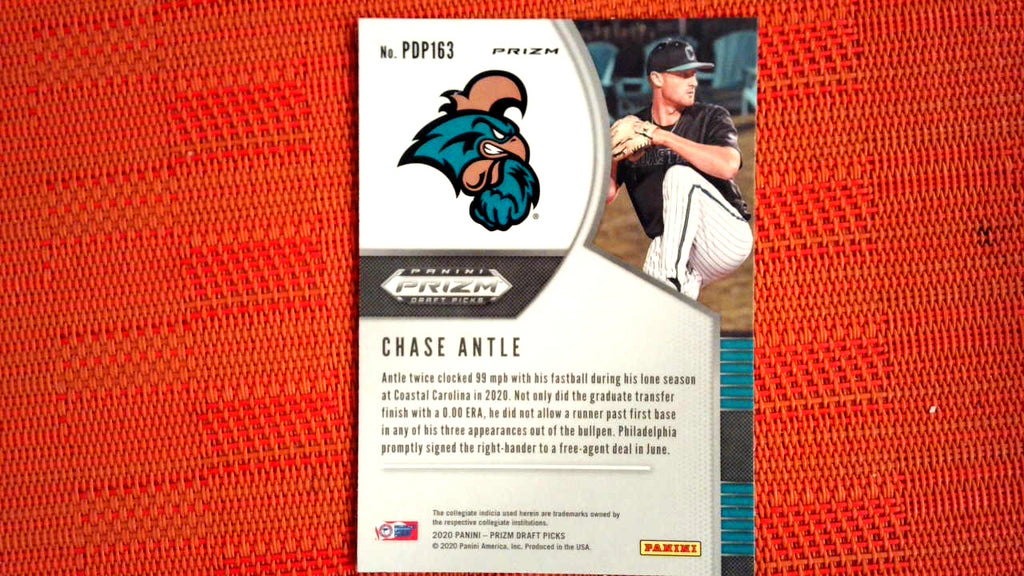 No. PDP163
PRIZM
PANINI
PRIZM
DRAFT PICKS
CHASE ANTLE
Antle twice clocked 99 mph with his fastball during his lone season
at Coastal Carolina in 2020. Not only did the graduate transfer
finish with a 0.00 ERA, he did not allow a runner past first base
in any of his three appearances out of the bullpen. Philadelphia
promptly signed the right-hander to a free-agent deal in June.
The collegiate indicia used herein are trademarks owned by
the respective collegiate institutions.
2020 PANINI – PRIZM DRAFT PICKS
© 2020 Panini America, Inc. Produced in the USA.
PANINI